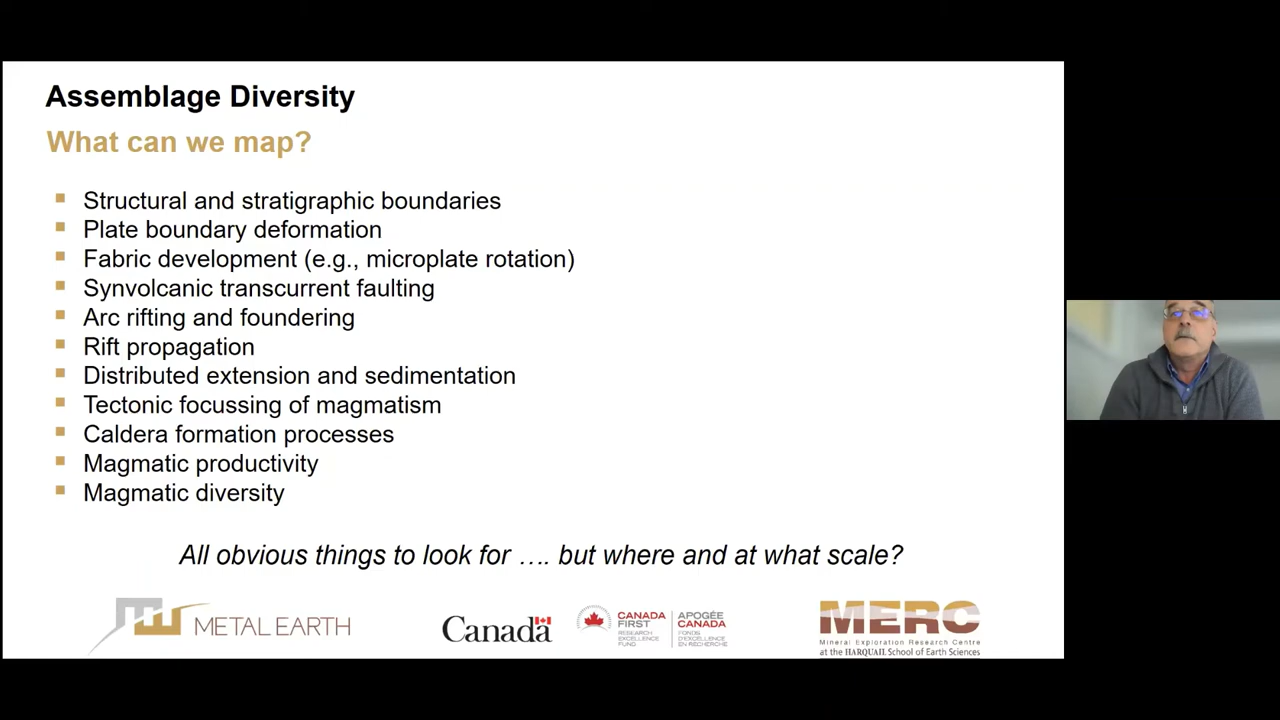 Assemblage Diversity
What can we map?
Structural and stratigraphic boundaries
Plate boundary deformation
Fabric development (e.g., microplate rotation)
Synvolcanic transcurrent faulting
Arc rifting and foundering
Rift propagation
Distributed extension and sedimentation
Tectonic focussing of magmatism
Caldera formation processes
Magmatic productivity
Magmatic diversity
All obvious things to look for …. but where and at what scale?
METAL EARTH
Canada
CANADA
FIRST
RESEARCH
EXCELLENCE
FUND
APOGÉE
CANADA
FONDS
D'EXCELLENCE
EN RECHERCHE
MERC
Mineral Exploration Research Centre
at the HARQUAIL School of Earth Sciences